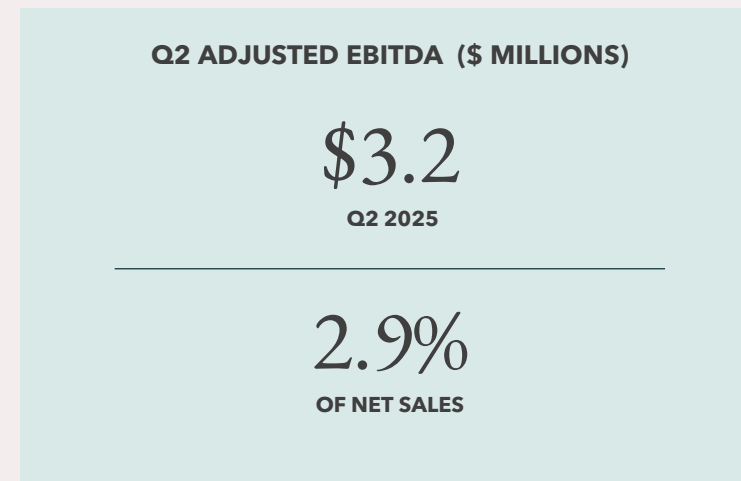 Q2 ADJUSTED EBITDA ($ MILLIONS)
$3.2
Q2 2025
2.9%
OF NET SALES